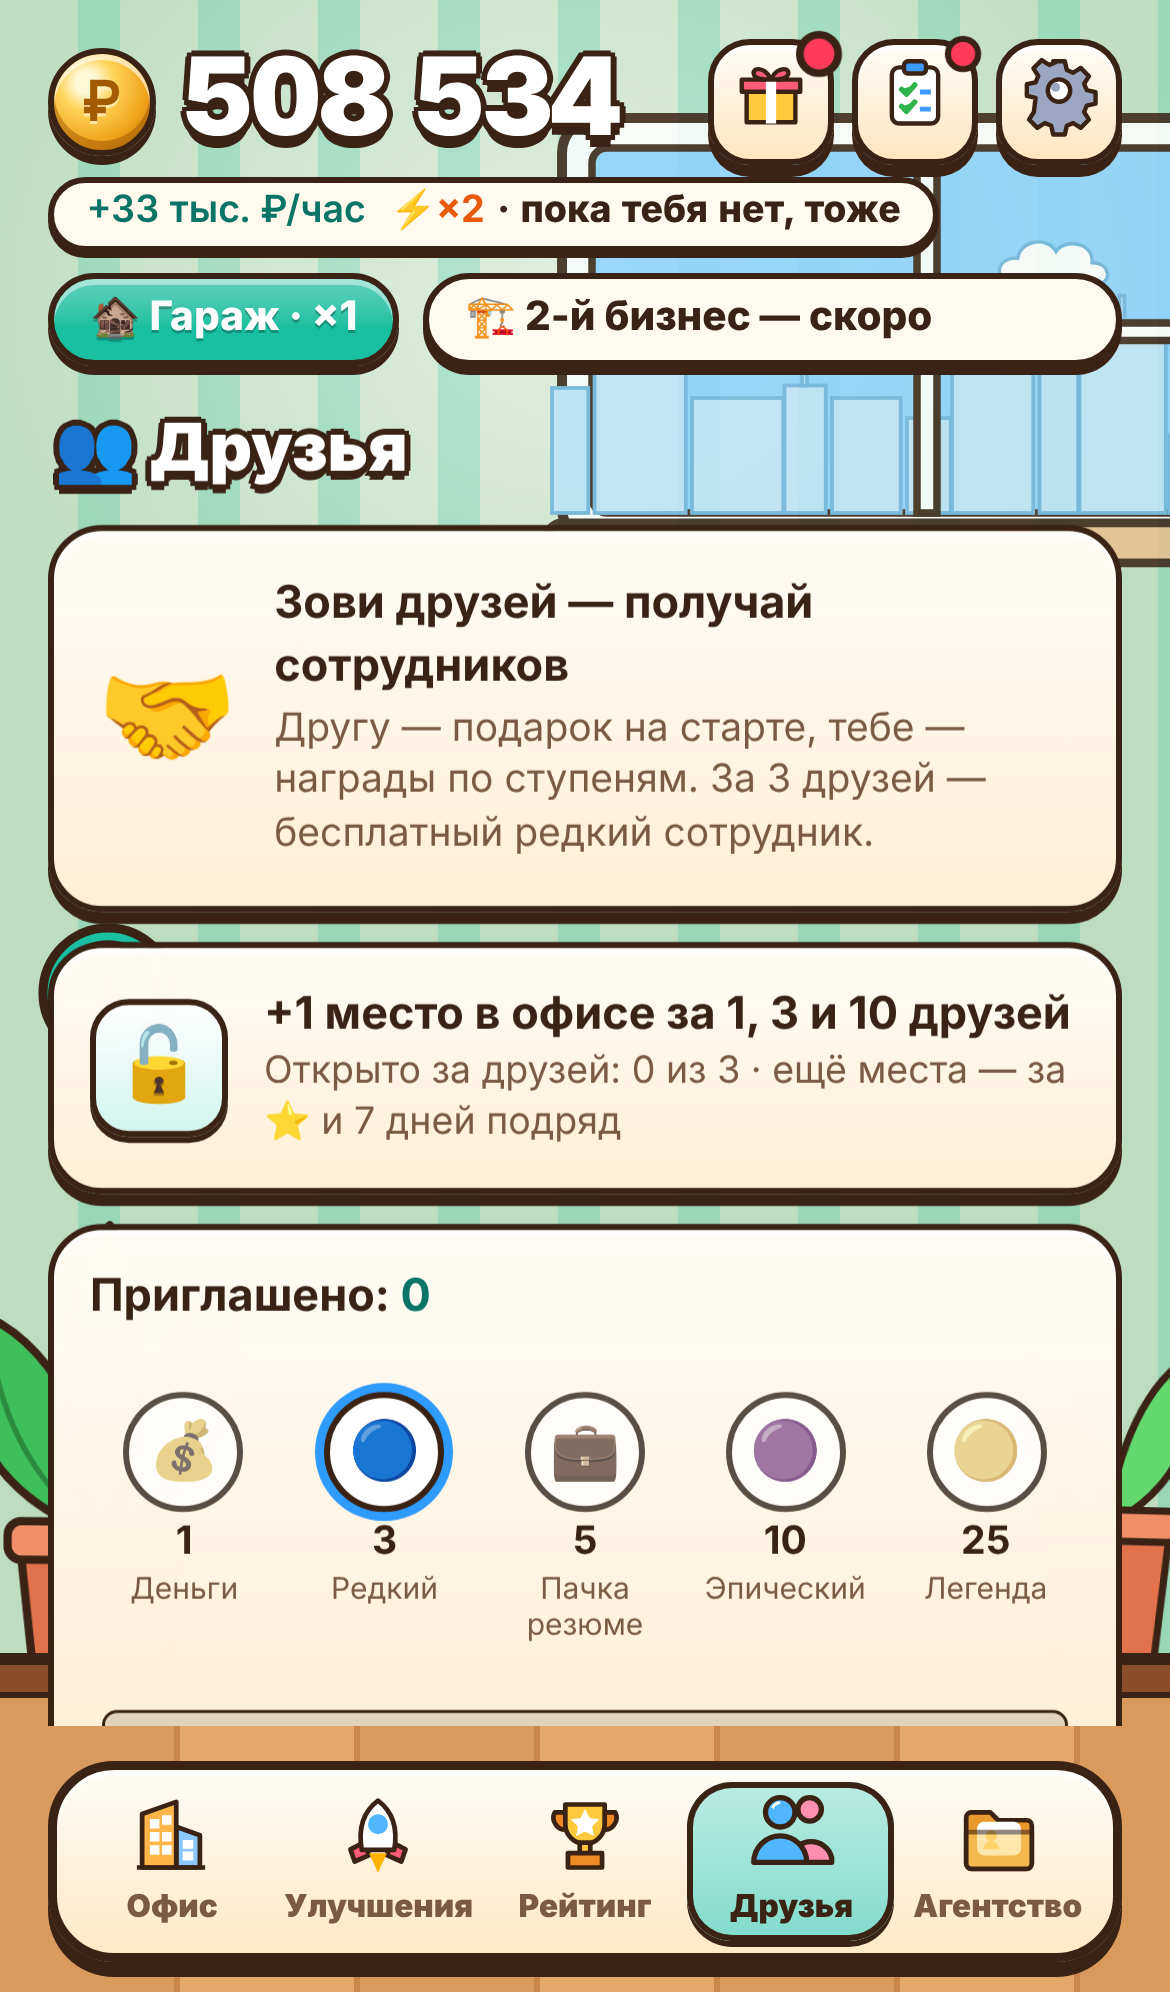 ₽ 508 534
+33 тыс. ₽/час ⚡×2 · пока тебя нет, тоже
🏚️ Гараж · ×1
🏗️ 2-й бизнес — скоро
👥 Друзья
Зови друзей — получай
сотрудников
Другу — подарок на старте, тебе —
награды по ступеням. За 3 друзей —
бесплатный редкий сотрудник.
+1 место в офисе за 1, 3 и 10 друзей
Открыто за друзей: 0 из 3 · ещё места — за
⭐ и 7 дней подряд
Приглашено: 0
1 3 5 10 25
Деньги Редкий Пачка Эпический Легенда
резюме
Офис Улучшения Рейтинг Друзья Агентство